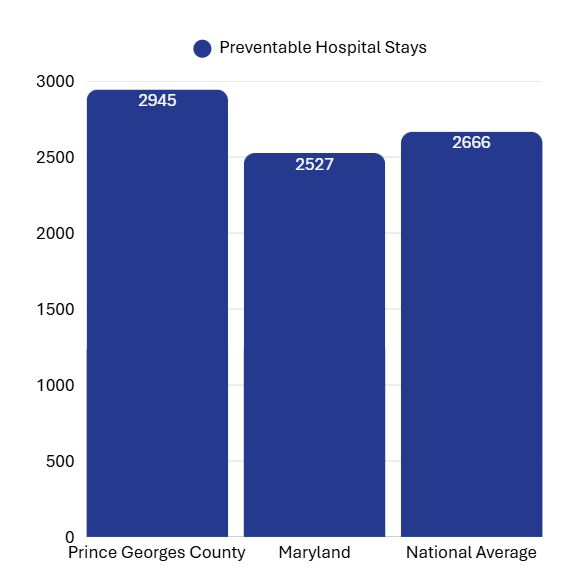 Preventable Hospital Stays
3000
2945
2527
2666
2500
2000
1500
1000
500
0
Prince Georges County
Maryland
National Average